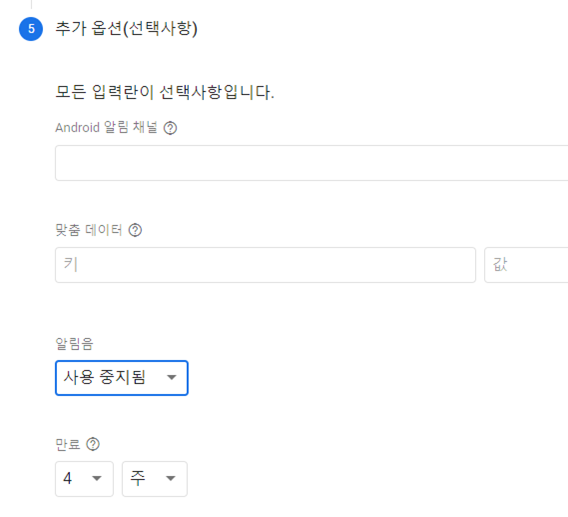 5 추가 옵션(선택사항)
모든 입력란이 선택사항입니다.
Android 알림 채널 ?
맞춤 데이터 ?
키 값
알림음
사용 중지됨
만료 ?
4 주